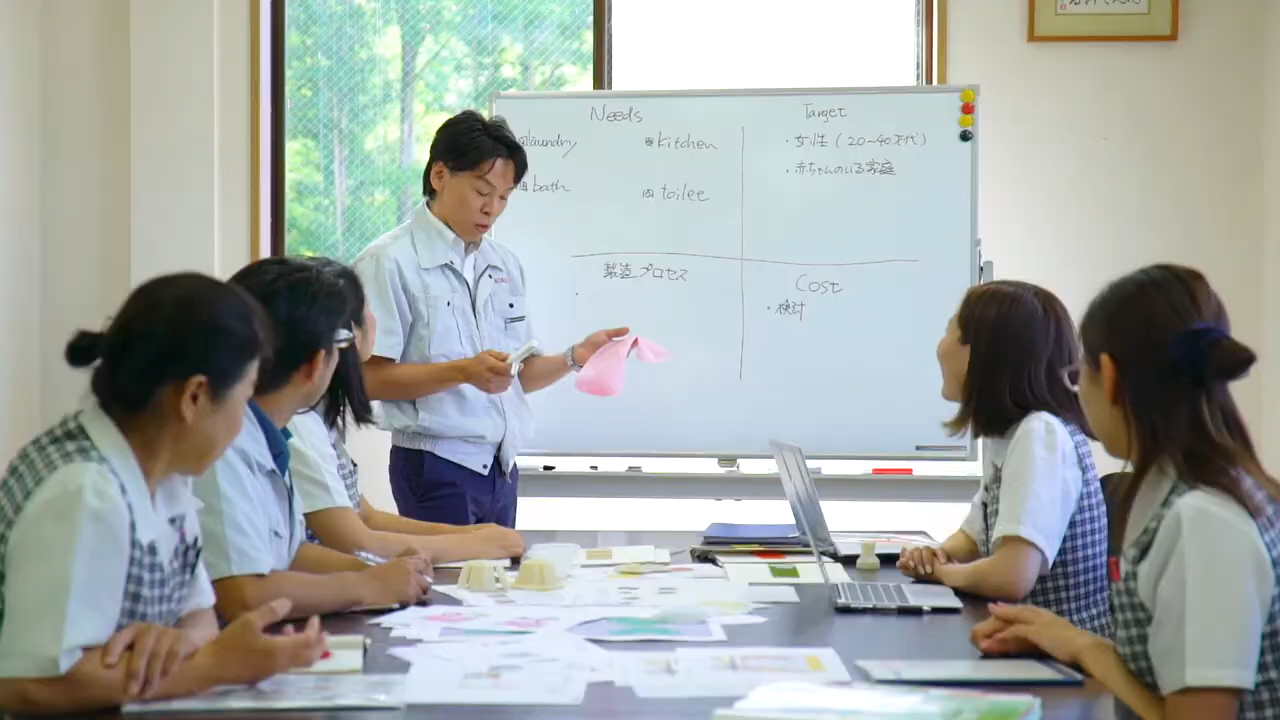 Needs
laundry
kitchen
bath
toilee
Target
・女性 (20〜40才代)
・赤ちゃんのいる家庭
製造プロセス
Cost
・検討